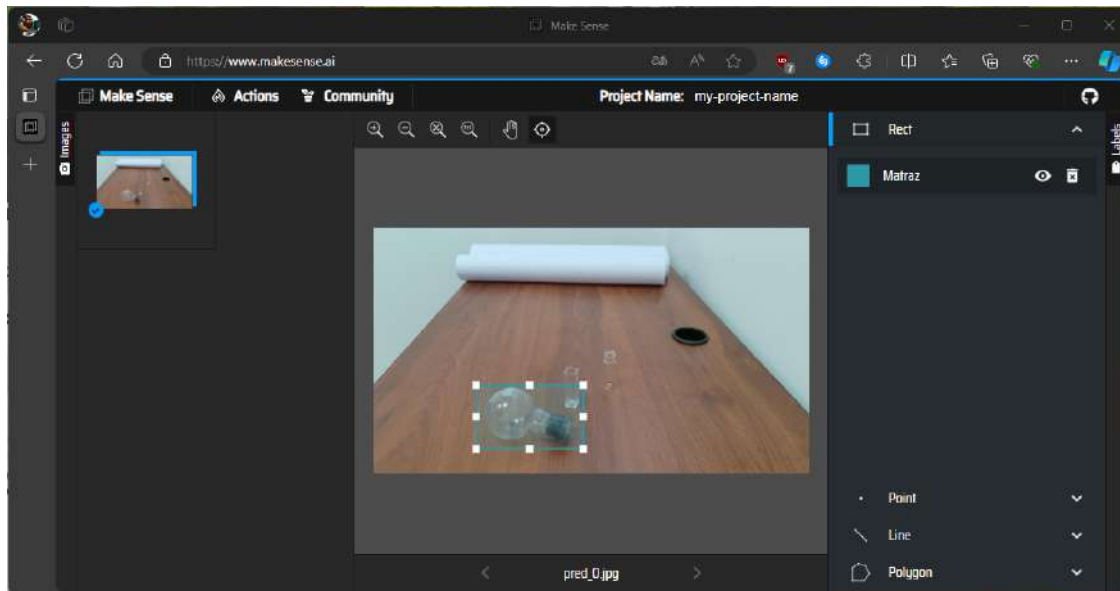 Make Sense
https://www.makesense.ai
Make Sense Actions Community Project Name: my-project-name
Images
Rect
Labels
Matraz
Point
Line
Polygon
pred_0.jpg